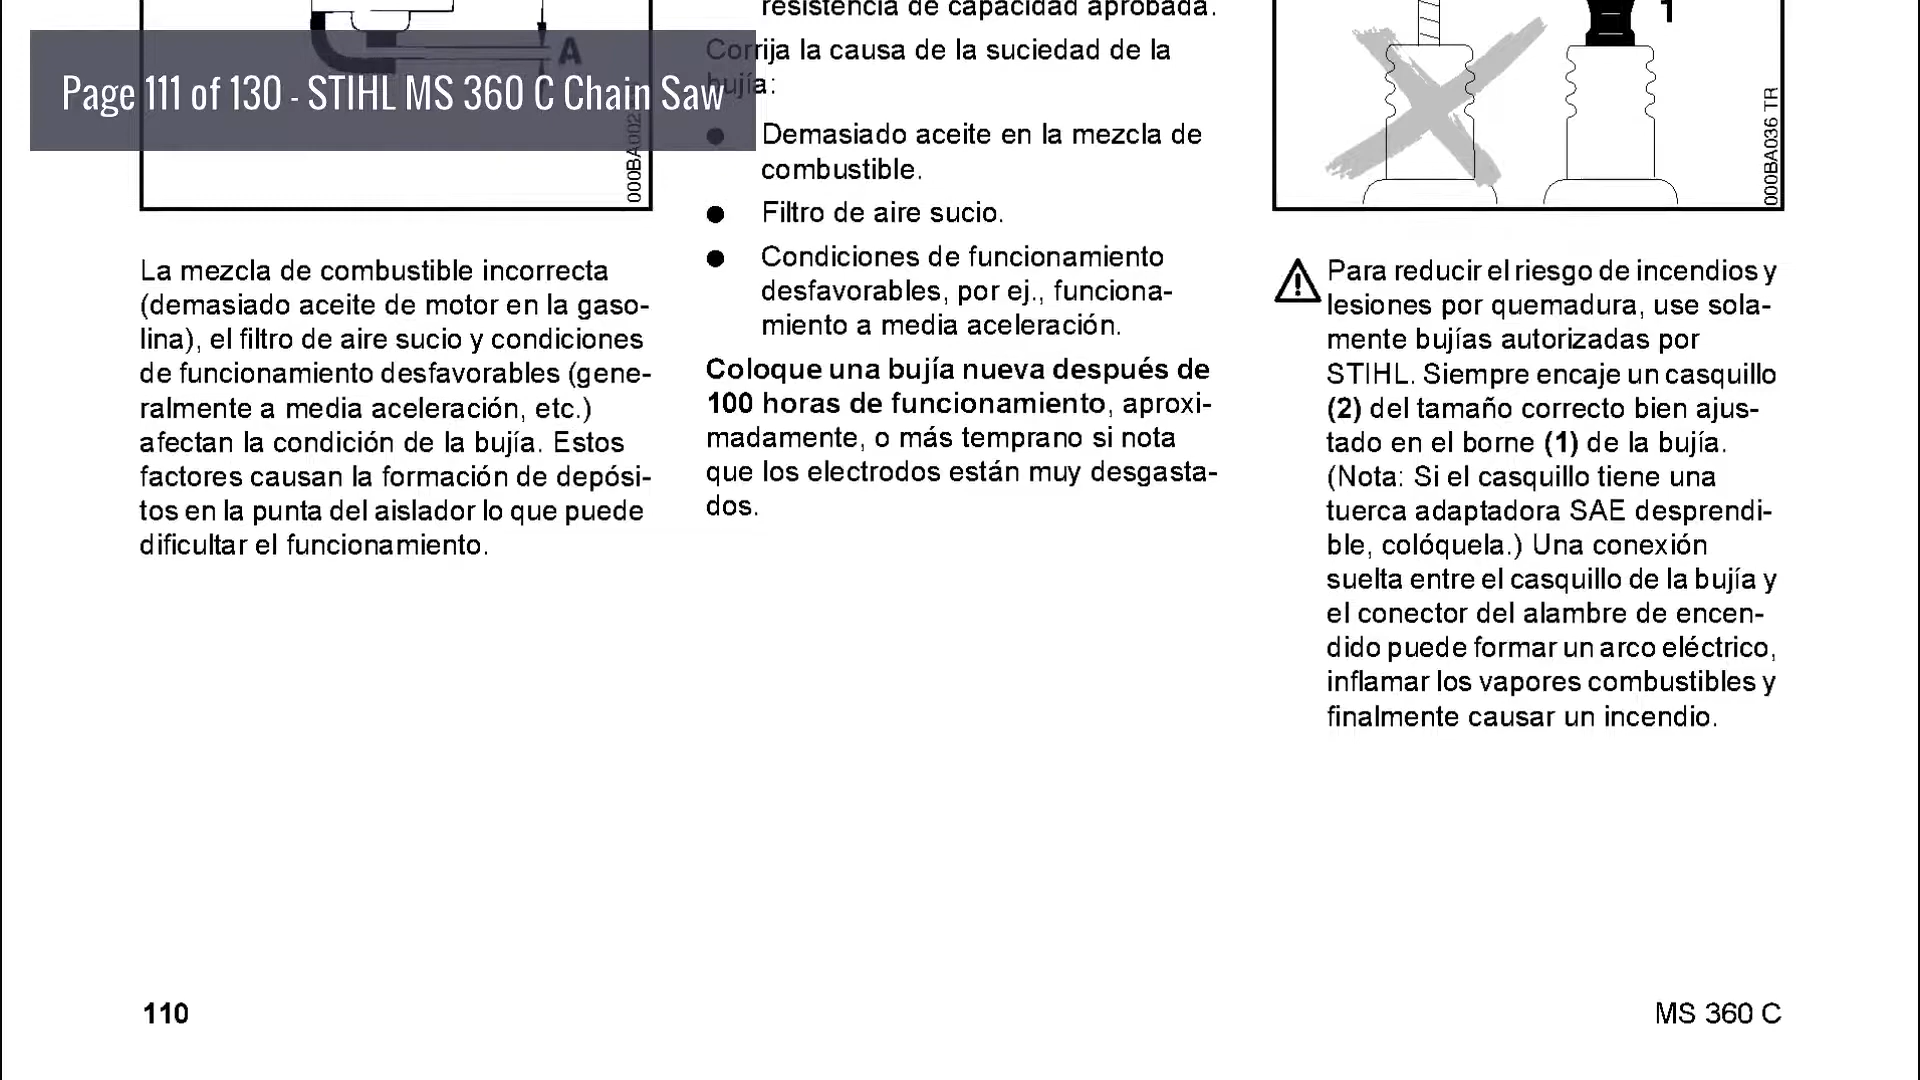 Page 111 of 130 - STIHL MS 360 C Chain Saw
A
000BA002
La mezcla de combustible incorrecta
(demasiado aceite de motor en la gaso-
lina), el filtro de aire sucio y condiciones
de funcionamiento desfavorables (gene-
ralmente a media aceleración, etc.)
afectan la condición de la bujía. Estos
factores causan la formación de depósi-
tos en la punta del aislador lo que puede
dificultar el funcionamiento.
resistencia de capacidad aprobada.
Corrija la causa de la suciedad de la
bujía:
● Demasiado aceite en la mezcla de
combustible.
● Filtro de aire sucio.
● Condiciones de funcionamiento
desfavorables, por ej., funciona-
miento a media aceleración.
Coloque una bujía nueva después de
100 horas de funcionamiento, aproxi-
madamente, o más temprano si nota
que los electrodos están muy desgasta-
dos.
1
000BA036 TR
Para reducir el riesgo de incendios y
lesiones por quemadura, use sola-
mente bujías autorizadas por
STIHL. Siempre encaje un casquillo
(2) del tamaño correcto bien ajus-
tado en el borne (1) de la bujía.
(Nota: Si el casquillo tiene una
tuerca adaptadora SAE desprendi-
ble, colóquela.) Una conexión
suelta entre el casquillo de la bujía y
el conector del alambre de encen-
dido puede formar un arco eléctrico,
inflamar los vapores combustibles y
finalmente causar un incendio.
110
MS 360 C